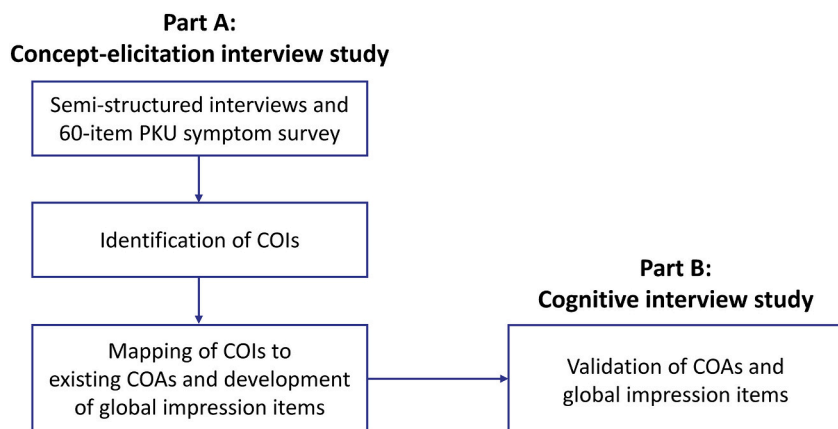 Part A:
Concept-elicitation interview study
Semi-structured interviews and
60-item PKU symptom survey
Identification of COIs
Mapping of COIs to
existing COAs and development
of global impression items
Part B:
Cognitive interview study
Validation of COAs and
global impression items